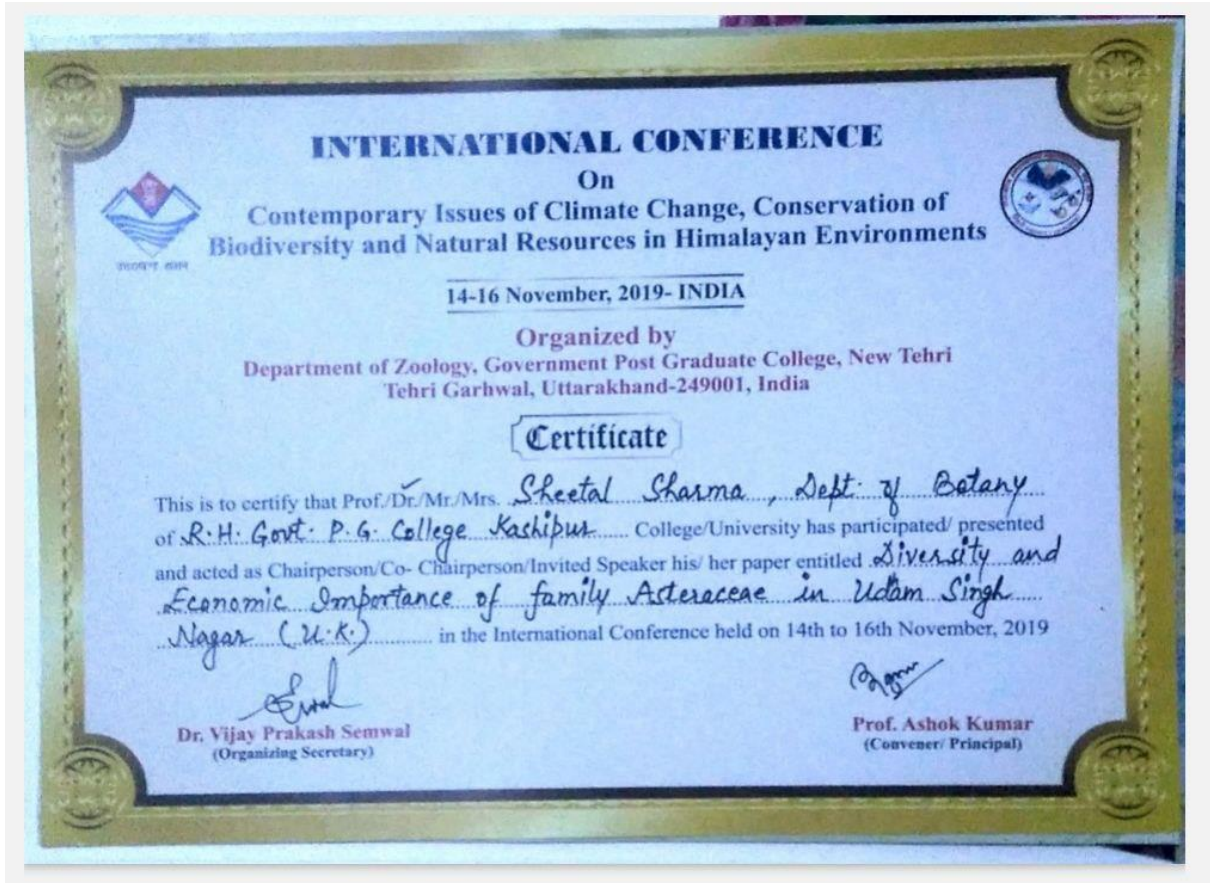 INTERNATIONAL CONFERENCE
On
Contemporary Issues of Climate Change, Conservation of
Biodiversity and Natural Resources in Himalayan Environments
14-16 November, 2019- INDIA
Organized by
Department of Zoology, Government Post Graduate College, New Tehri
Tehri Garhwal, Uttarakhand-249001, India
Certificate
This is to certify that Prof./Dr./Mr./Mrs. Sheetal Sharma, Dept. of Botany
of R.H. Govt. P.G. College Kashipur College/University has participated/ presented
and acted as Chairperson/Co- Chairperson/Invited Speaker his/ her paper entitled Diversity and
Economic Importance of family Asteraceae in Udam Singh
Nagar (U.K.) in the International Conference held on 14th to 16th November, 2019
Dr. Vijay Prakash Semwal
(Organizing Secretary)
Prof. Ashok Kumar
(Convener/ Principal)